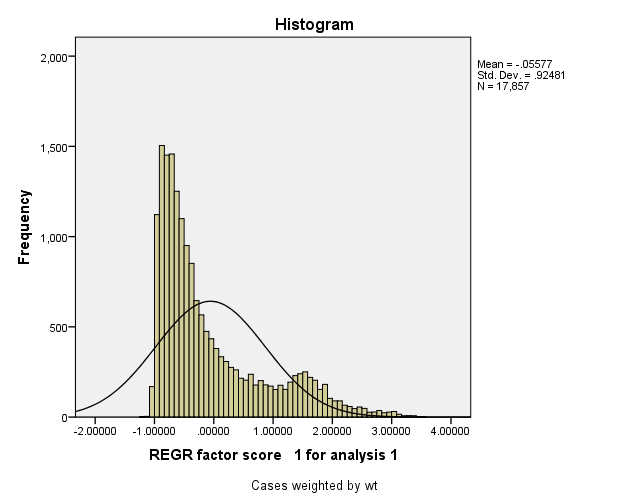 Histogram
Mean = -.05577
Std. Dev. = .92481
N = 17,857
2,000
1,500
1,000
500
0
Frequency
-2.00000 -1.00000 .00000 1.00000 2.00000 3.00000 4.00000
REGR factor score 1 for analysis 1
Cases weighted by wt